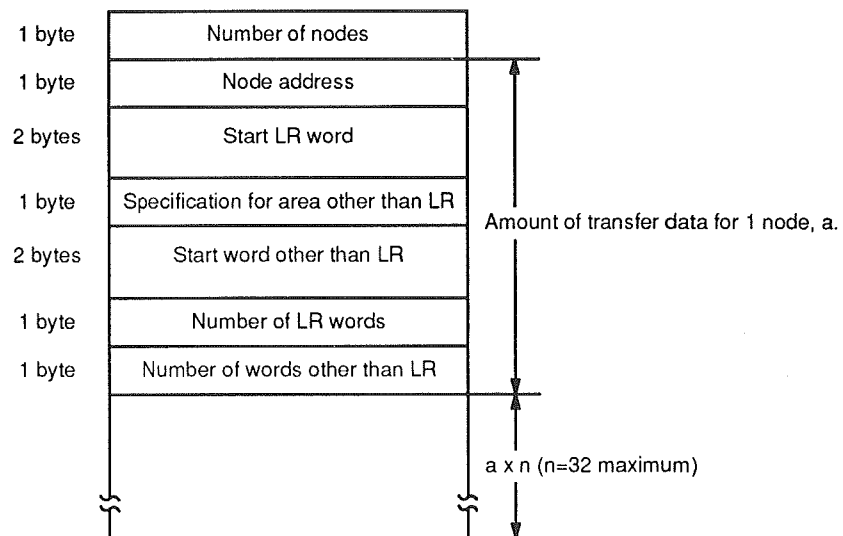 1 byte Number of nodes
1 byte Node address
2 bytes Start LR word
1 byte Specification for area other than LR
Amount of transfer data for 1 node, a.
2 bytes Start word other than LR
1 byte Number of LR words
1 byte Number of words other than LR
a x n (n=32 maximum)